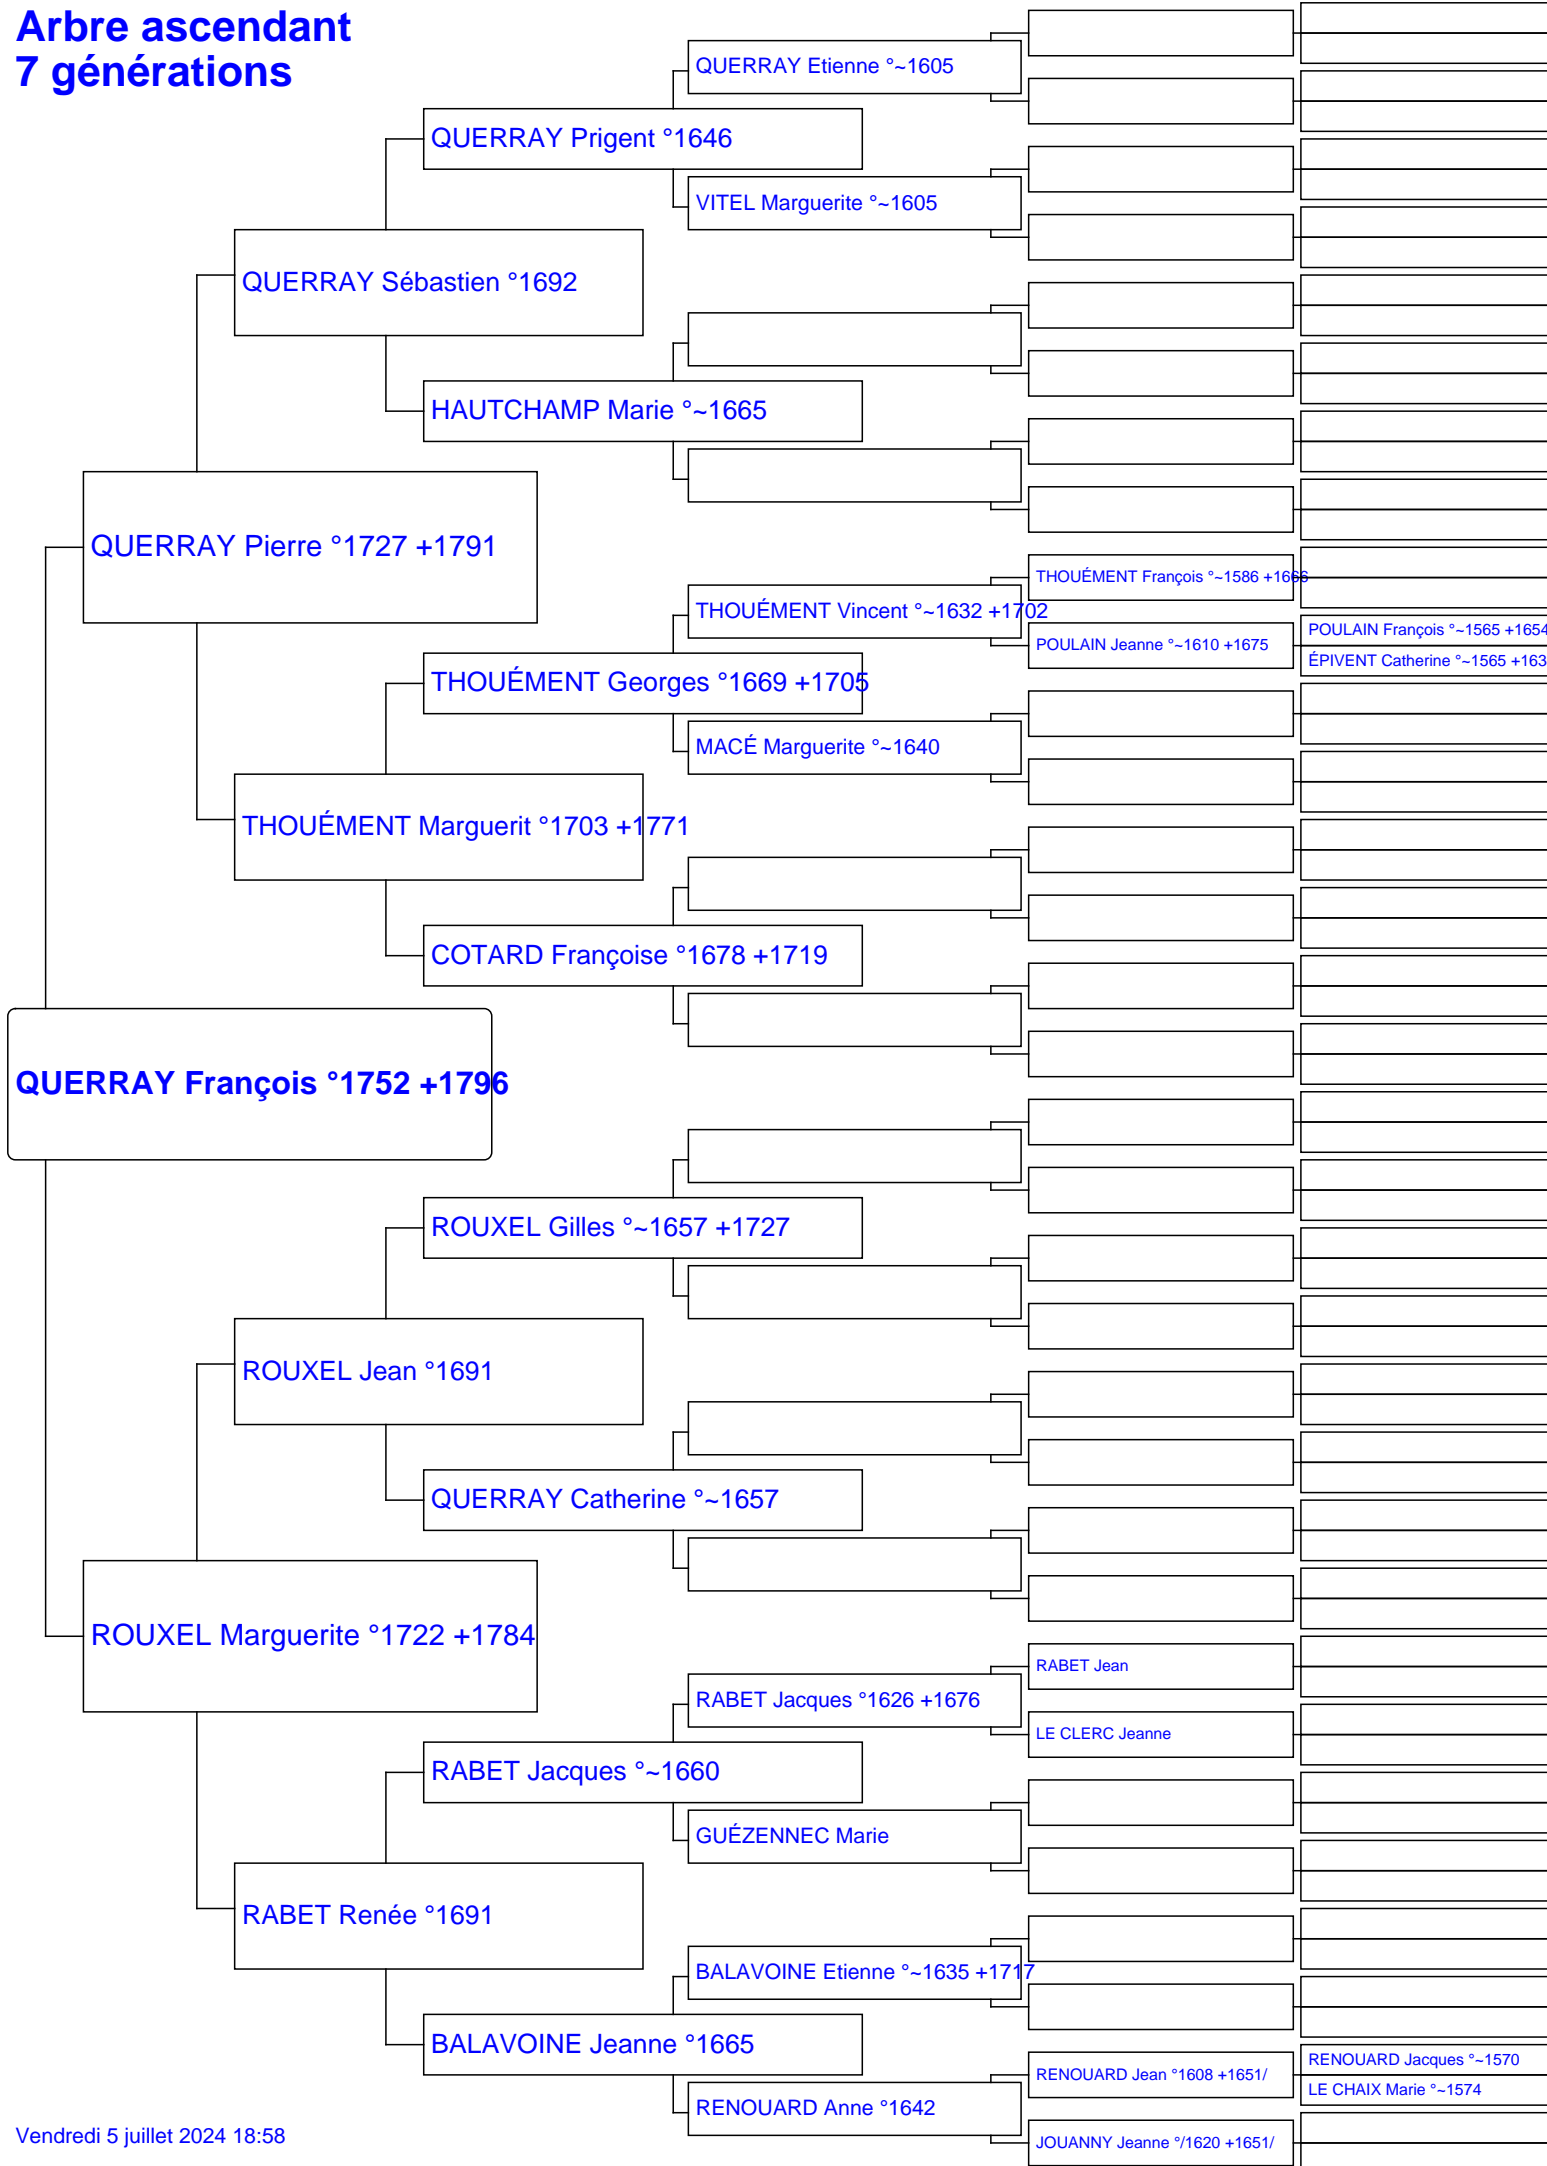 Arbre ascendant
7 générations
QUERRAY Etienne °~1605
QUERRAY Prigent °1646
VITEL Marguerite °~1605
QUERRAY Sébastien °1692
HAUTCHAMP Marie °~1665
QUERRAY Pierre °1727 +1791
THOUÉMENT François °~1586 +1666
THOUÉMENT Vincent °~1632 +1702
POULAIN François °~1565 +1654
POULAIN Jeanne °~1610 +1675
ÉPIVENT Catherine °~1565 +163
THOUÉMENT Georges °1669 +1705
MACÉ Marguerite °~1640
THOUÉMENT Marguerit °1703 +1771
COTARD Françoise °1678 +1719
QUERRAY François °1752 +1796
ROUXEL Gilles °~1657 +1727
ROUXEL Jean °1691
QUERRAY Catherine °~1657
ROUXEL Marguerite °1722 +1784
RABET Jean
RABET Jacques °1626 +1676
LE CLERC Jeanne
RABET Jacques °~1660
GUÉZENNEC Marie
RABET Renée °1691
BALAVOINE Etienne °~1635 +1717
BALAVOINE Jeanne °1665
RENOUARD Jacques °~1570
RENOUARD Jean °1608 +1651/
LE CHAIX Marie °~1574
RENOUARD Anne °1642
JOUANNY Jeanne °/1620 +1651/
Vendredi 5 juillet 2024 18:58